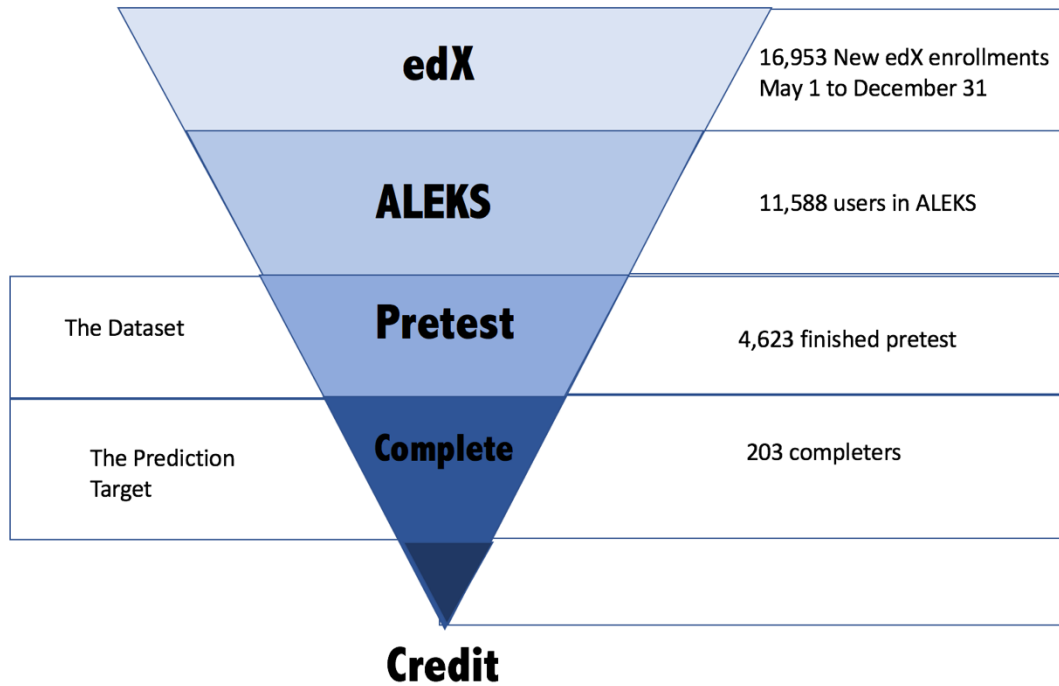 edX
16,953 New edX enrollments
May 1 to December 31
ALEKS
11,588 users in ALEKS
The Dataset
Pretest
4,623 finished pretest
The Prediction
Target
Complete
203 completers
Credit